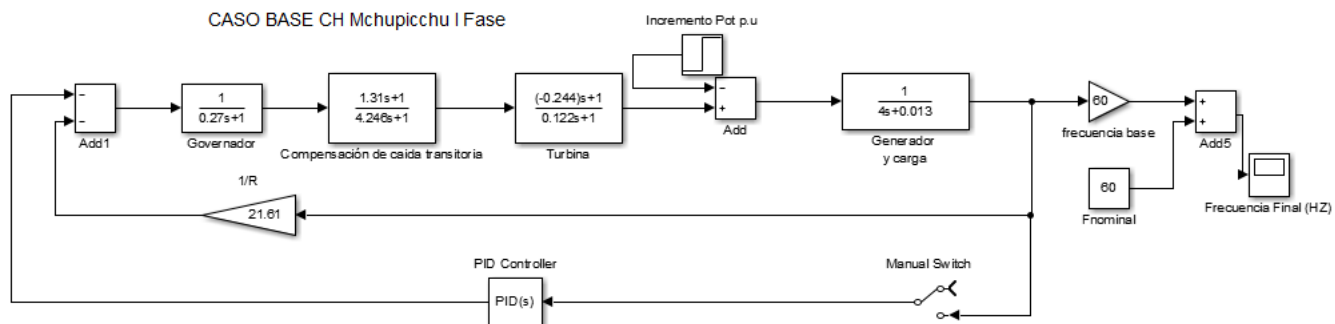 CASO BASE CH Mchupicchu I Fase
Incremento Pot p.u
−
−
Add1
1
0.27s+1
Governador
1.31s+1
4.246s+1
Compensación de caida transitoria
(-0.244)s+1
0.122s+1
Turbina
−
+
Add
1
4s+0.013
Generador
y carga
60
frecuencia base
+
+
Add5
60
Fnominal
Frecuencia Final (HZ)
1/R
21.61
PID Controller
PID(s)
Manual Switch